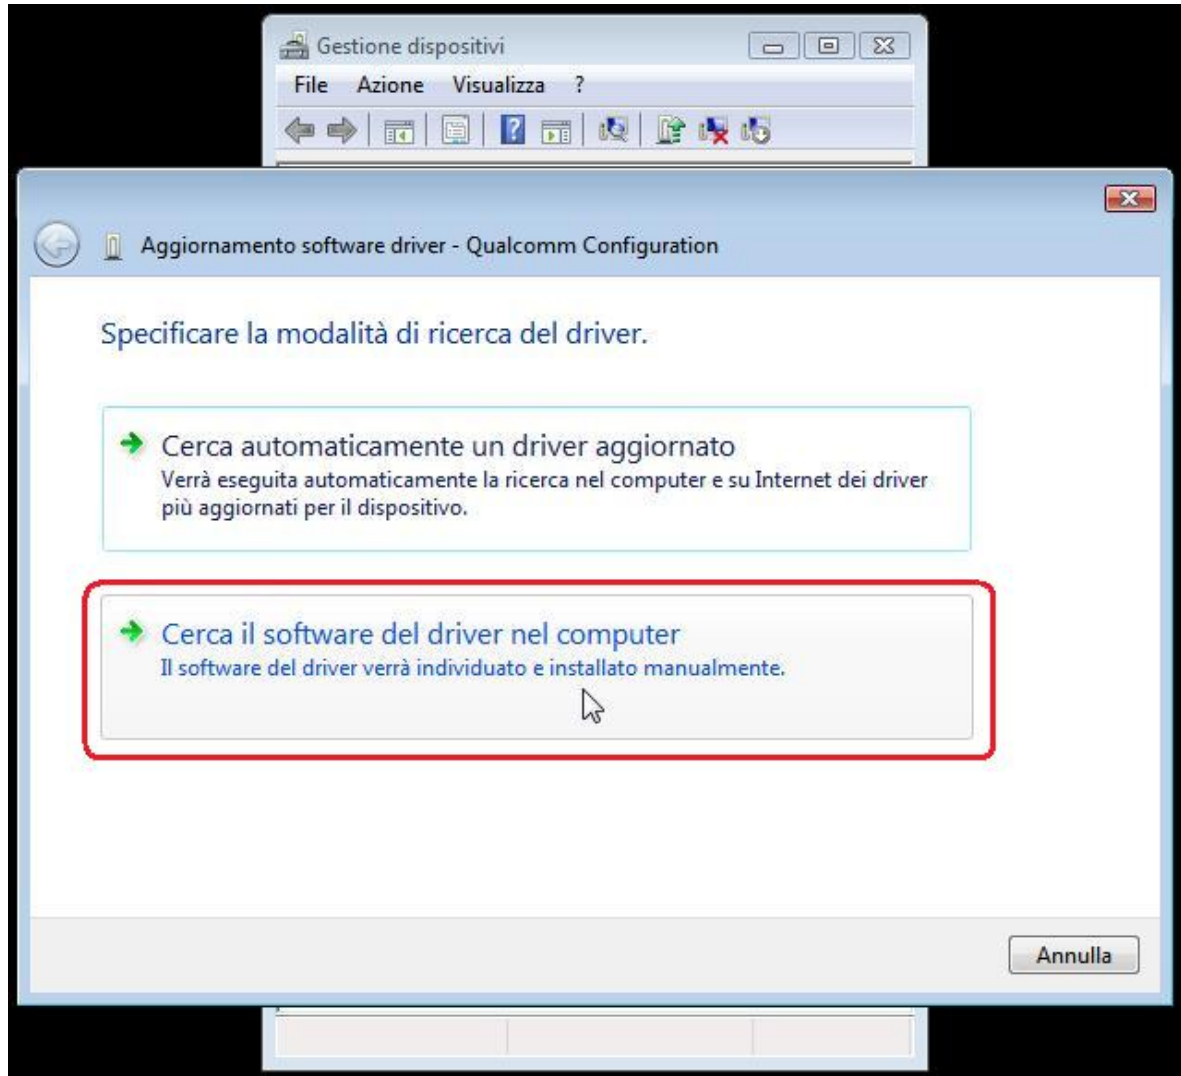 Gestione dispositivi
File Azione Visualizza ?
Aggiornamento software driver - Qualcomm Configuration
Specificare la modalità di ricerca del driver.
Cerca automaticamente un driver aggiornato
Verrà eseguita automaticamente la ricerca nel computer e su Internet dei driver
più aggiornati per il dispositivo.
Cerca il software del driver nel computer
Il software del driver verrà individuato e installato manualmente.
Annulla